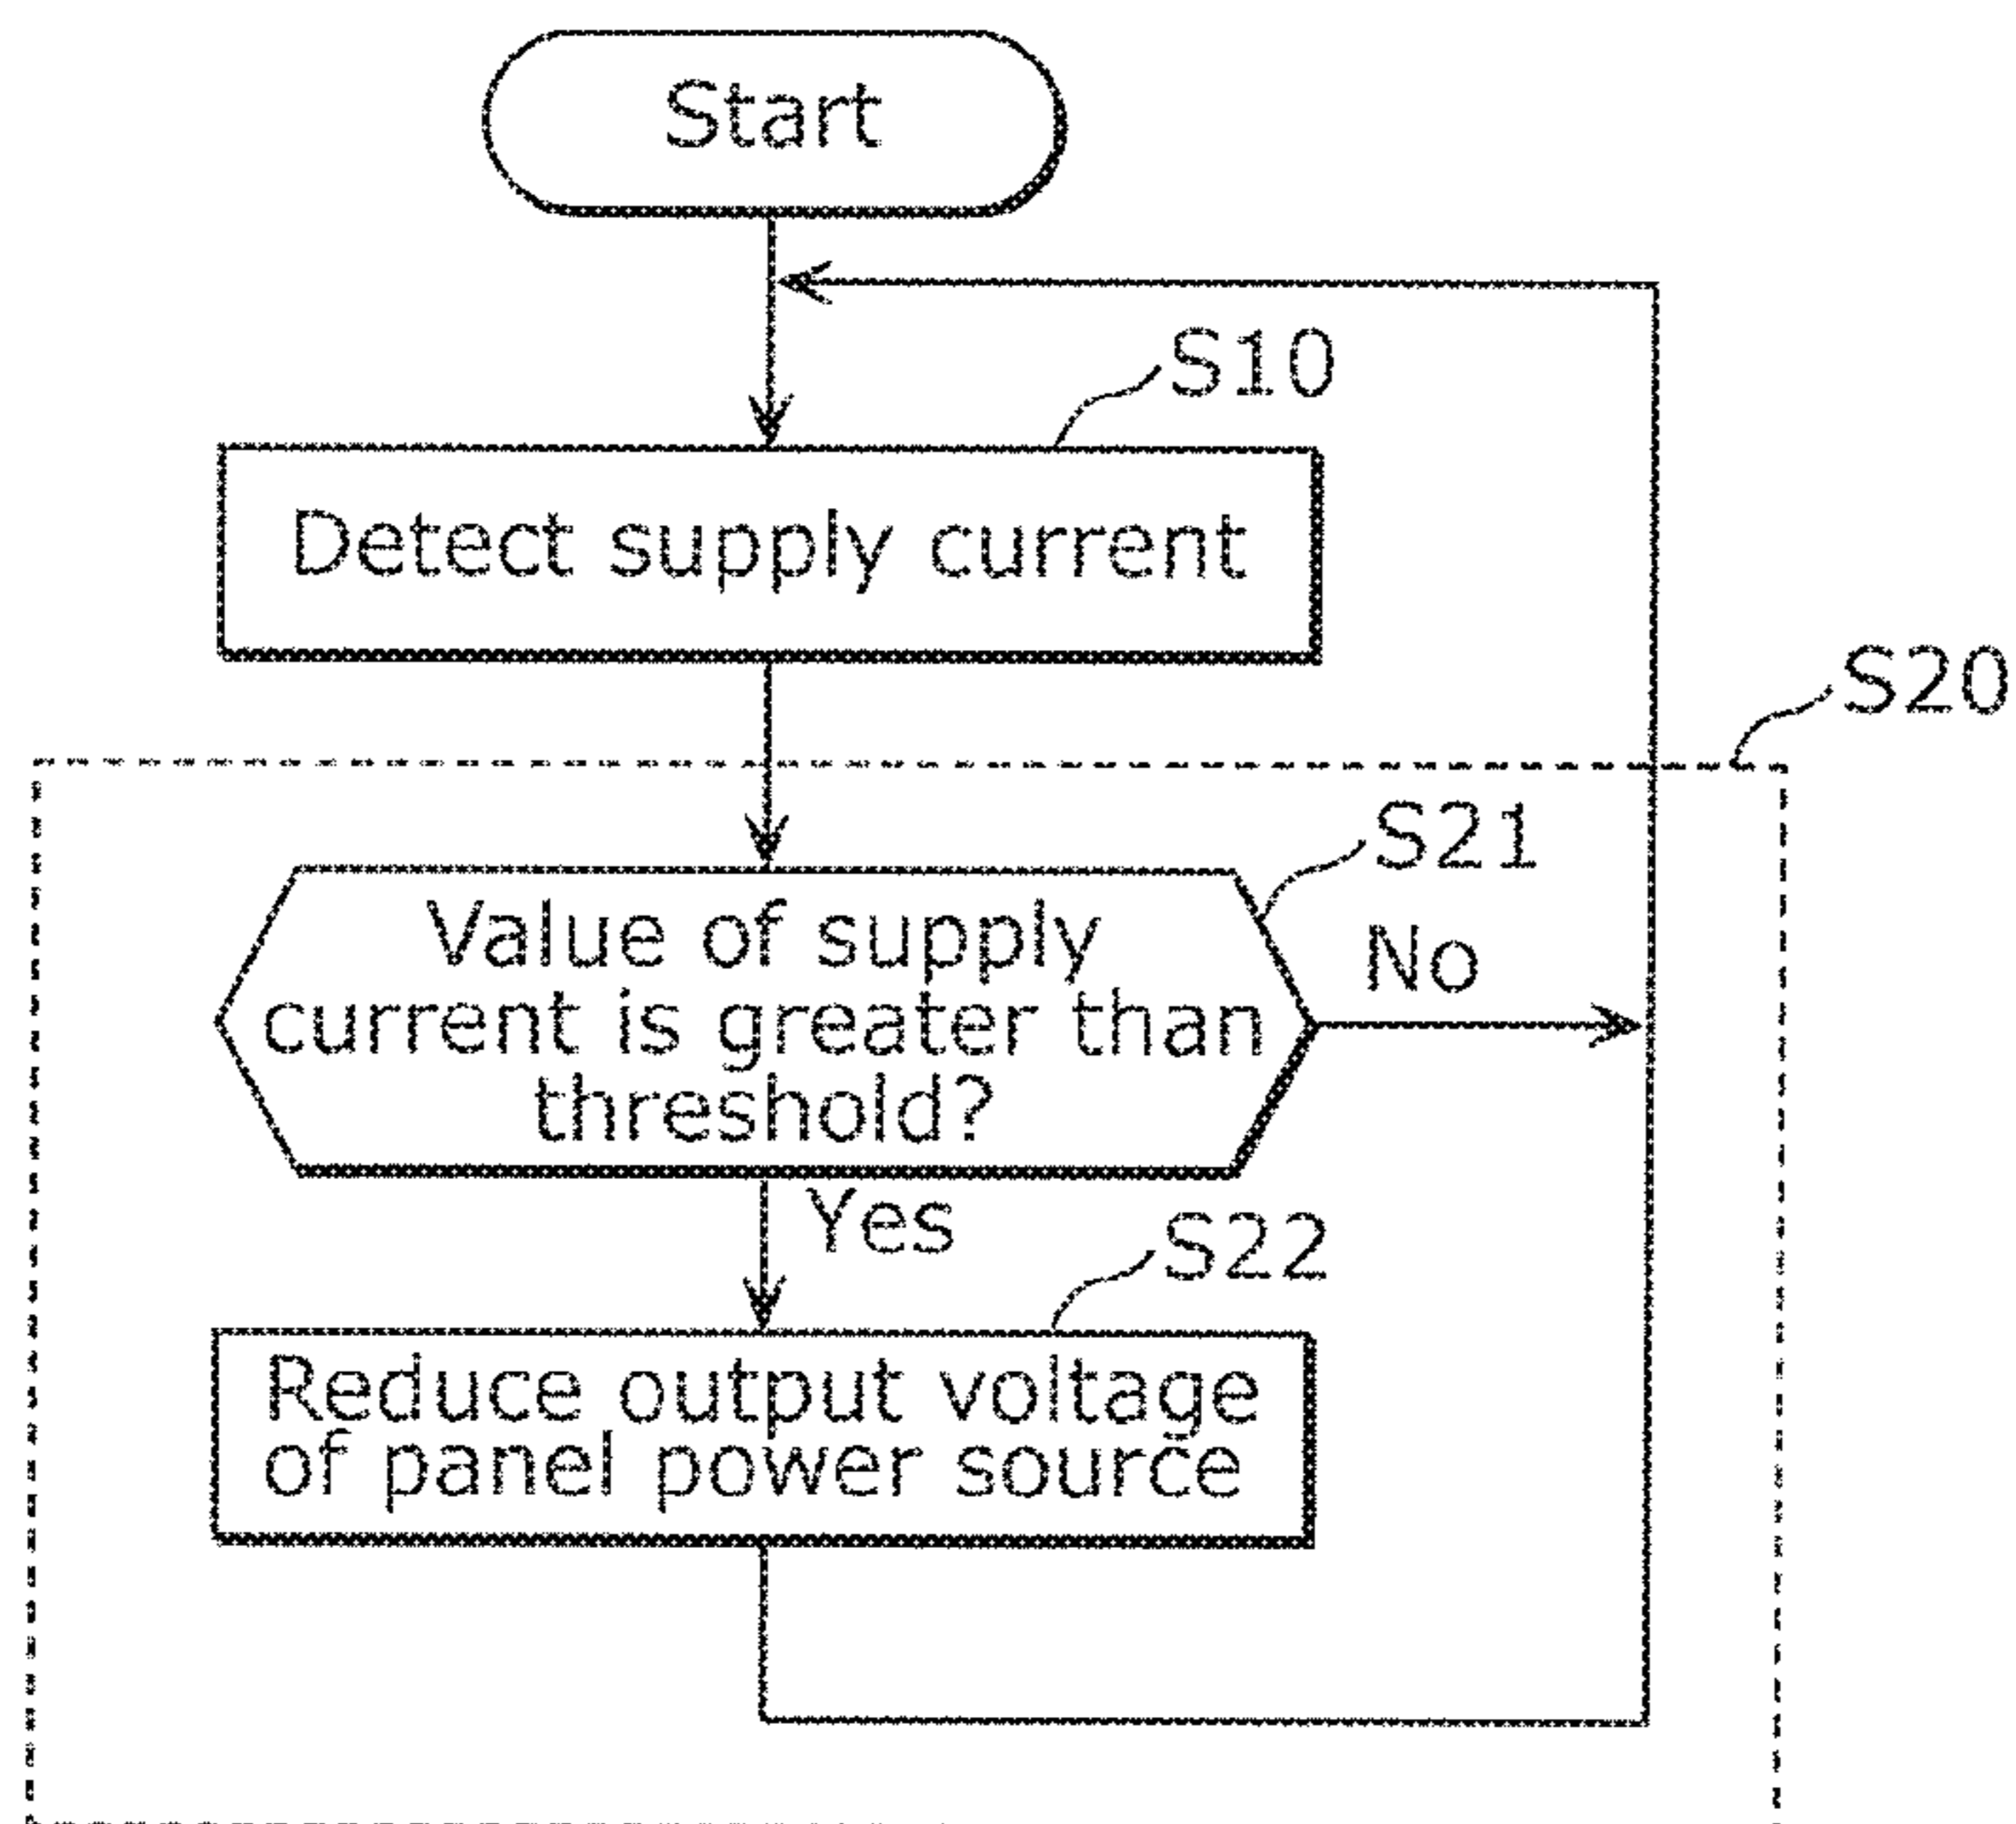 Start
S10
Detect supply current
S20
S21
Value of supply
current is greater than
threshold?
No
Yes
S22
Reduce output voltage
of panel power source